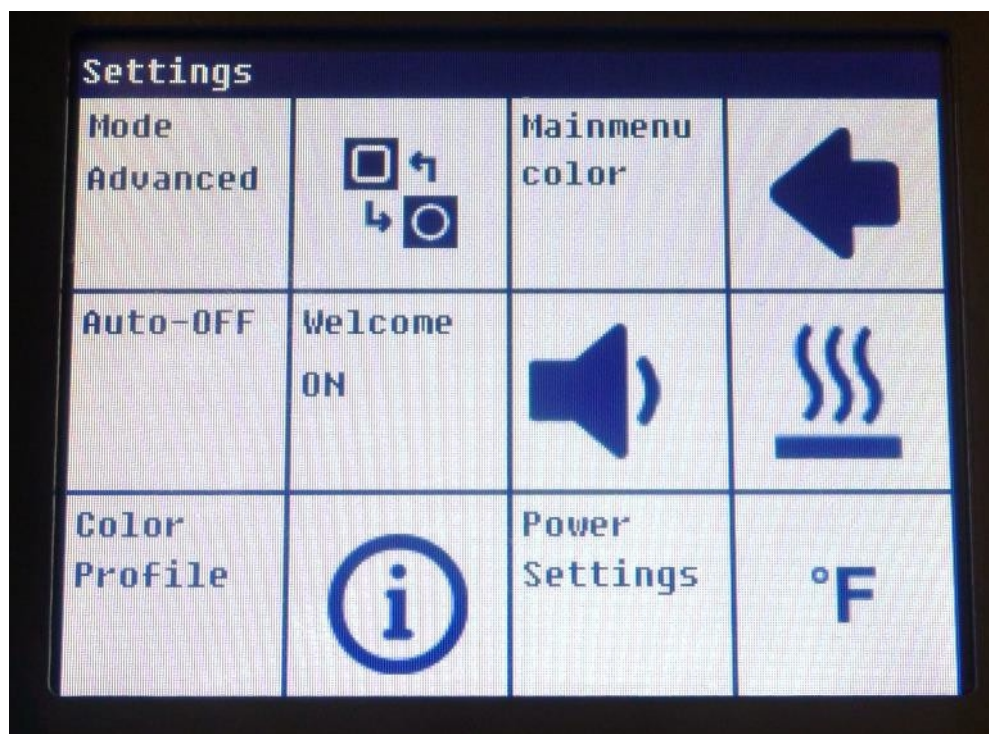 Settings
Mode
Advanced
Mainmenu
color
Auto-OFF
Welcome
ON
Color
Profile
Power
Settings
°F